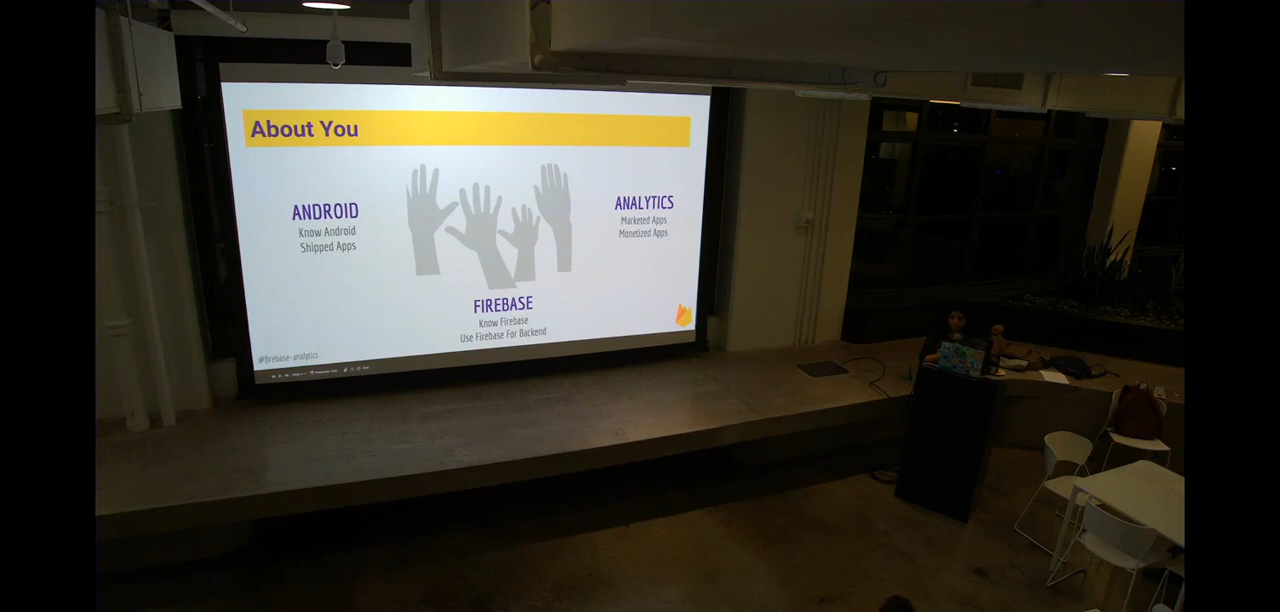 About You
ANDROID
Know Android
Shipped Apps
ANALYTICS
Marketed Apps
Monetized Apps
FIREBASE
Know Firebase
Use Firebase For Backend
#firebase-analytics